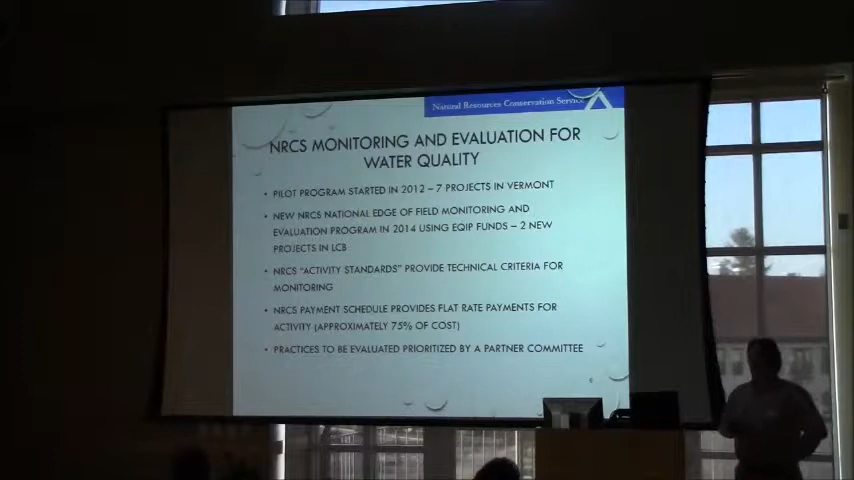 Natural Resources Conservation Service
NRCS MONITORING AND EVALUATION FOR
WATER QUALITY
• PILOT PROGRAM STARTED IN 2012 – 7 PROJECTS IN VERMONT
• NEW NRCS NATIONAL EDGE OF FIELD MONITORING AND
EVALUATION PROGRAM IN 2014 USING EQIP FUNDS – 2 NEW
PROJECTS IN LCB
• NRCS "ACTIVITY STANDARDS" PROVIDE TECHNICAL CRITERIA FOR
MONITORING
• NRCS PAYMENT SCHEDULE PROVIDES FLAT RATE PAYMENTS FOR
ACTIVITY (APPROXIMATELY 75% OF COST)
• PRACTICES TO BE EVALUATED PRIORITIZED BY A PARTNER COMMITTEE